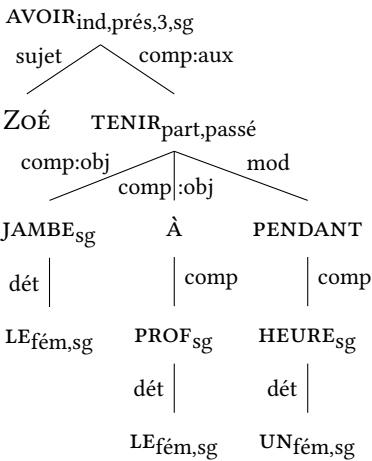 AVOIRind,prés,3,sg
sujet comp:aux
ZOÉ TENIRpart,passé
comp:obj comp:obj mod
JAMBEsg À PENDANT
dét comp comp
LEfém,sg PROFsg HEUREsg
dét dét
LEfém,sg UNfém,sg